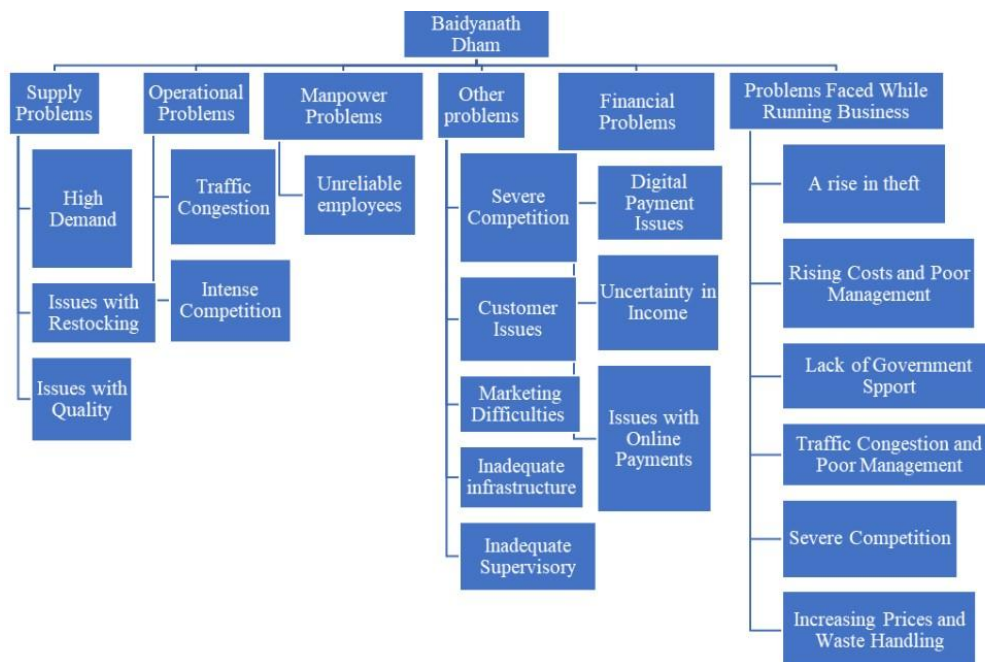 Baidyanath
Dham
Supply
Problems
High
Demand
Issues with
Restocking
Issues with
Quality
Operational
Problems
Traffic
Congestion
Intense
Competition
Manpower
Problems
Unreliable
employees
Other
problems
Severe
Competition
Customer
Issues
Marketing
Difficulties
Inadequate
infrastructure
Inadequate
Supervisory
Financial
Problems
Digital
Payment
Issues
Uncertainty in
Income
Issues with
Online
Payments
Problems Faced While
Running Business
A rise in theft
Rising Costs and Poor
Management
Lack of Government
Spport
Traffic Congestion and
Poor Management
Severe Competition
Increasing Prices and
Waste Handling